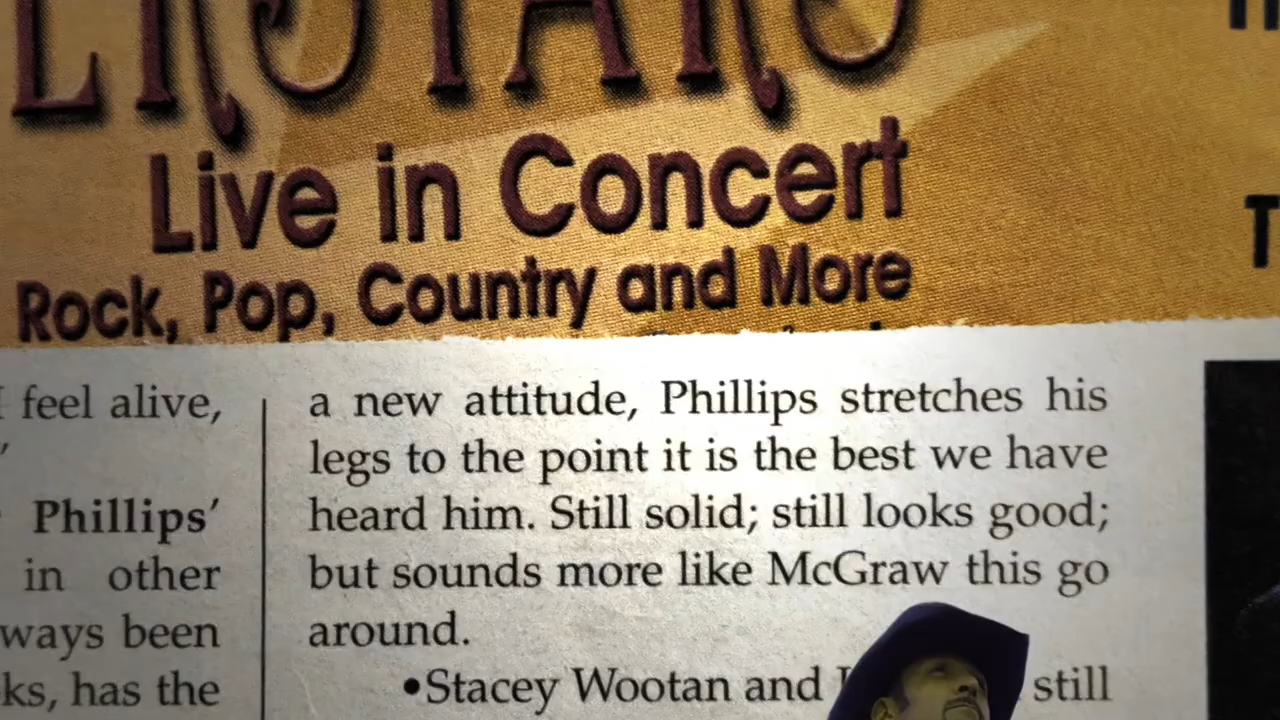 Live in Concert
Rock, Pop, Country and More
feel alive,
Phillips'
in other
been
has the
a new attitude, Phillips stretches his
legs to the point it is the best we have
heard him. Still solid; still looks good;
but sounds more like McGraw this go
around.
•Stacey Wootan and still